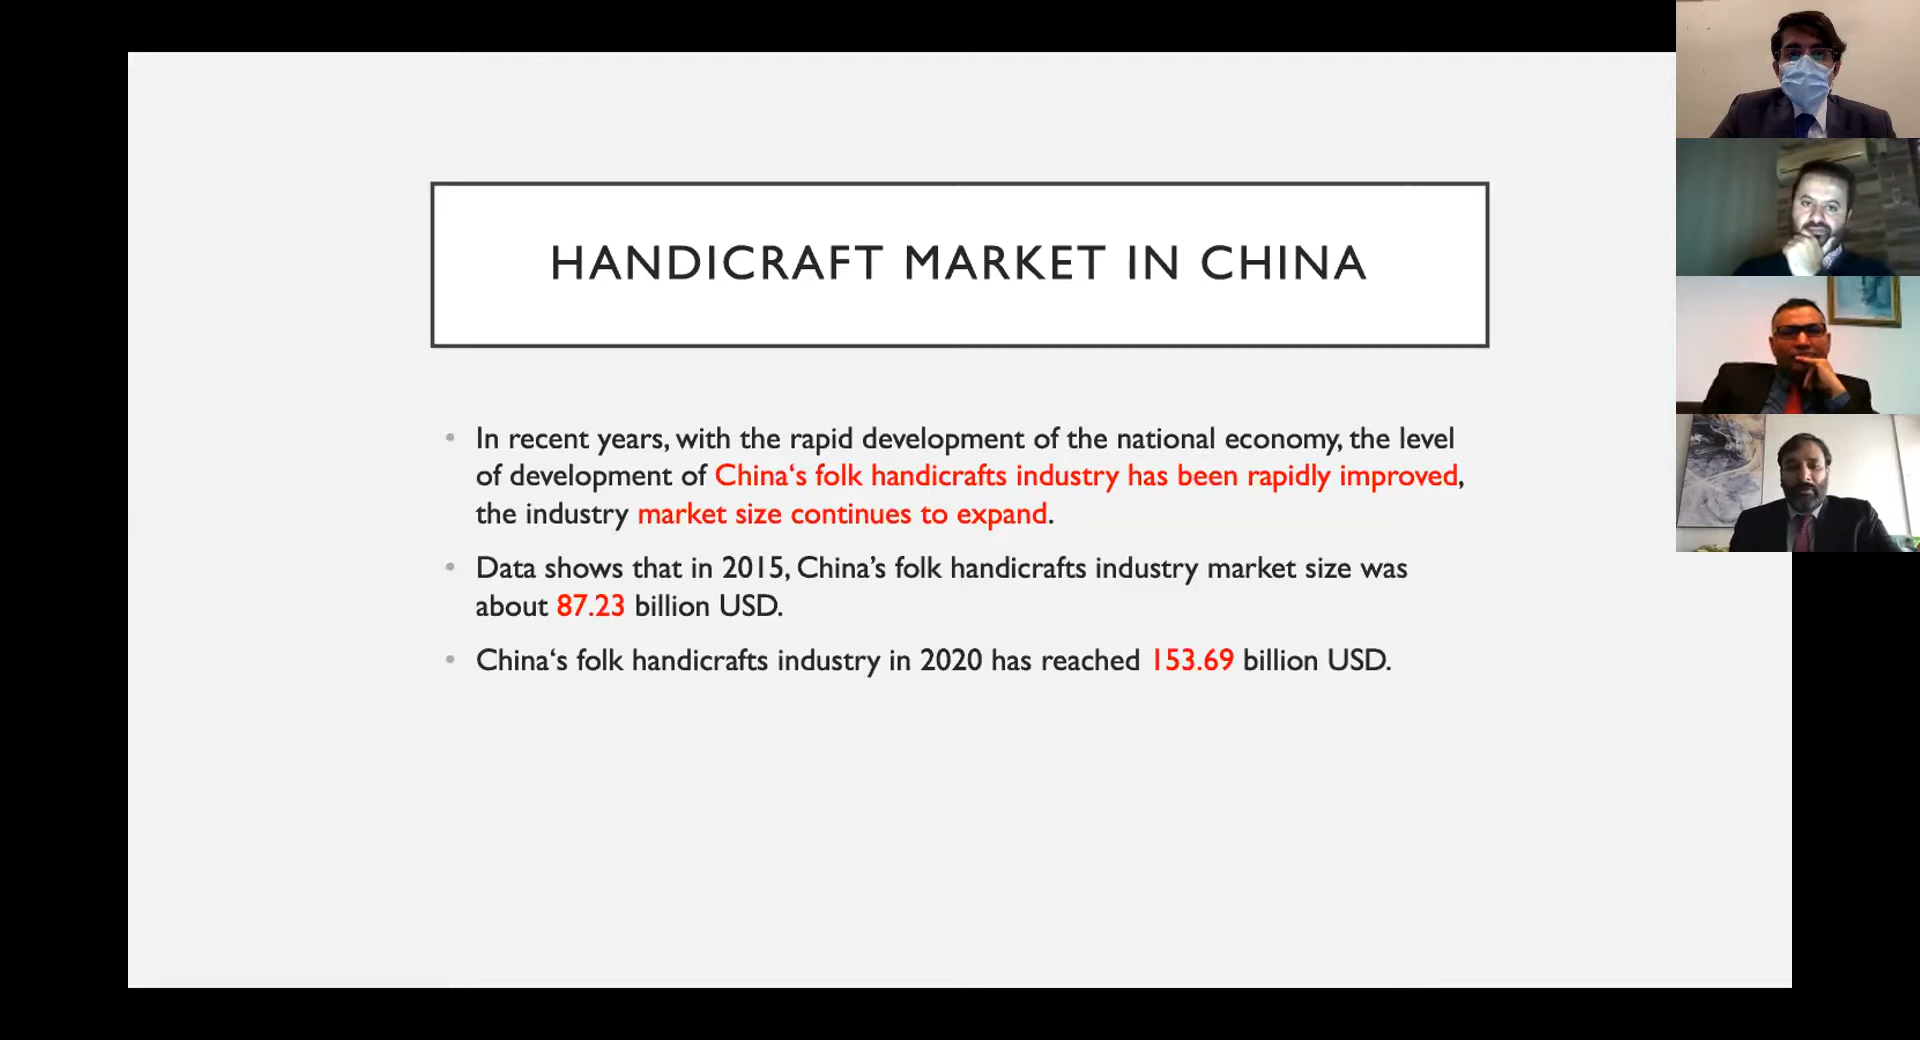 HANDICRAFT MARKET IN CHINA
• In recent years, with the rapid development of the national economy, the level
of development of China‘s folk handicrafts industry has been rapidly improved,
the industry market size continues to expand.
• Data shows that in 2015, China’s folk handicrafts industry market size was
about 87.23 billion USD.
• China‘s folk handicrafts industry in 2020 has reached 153.69 billion USD.